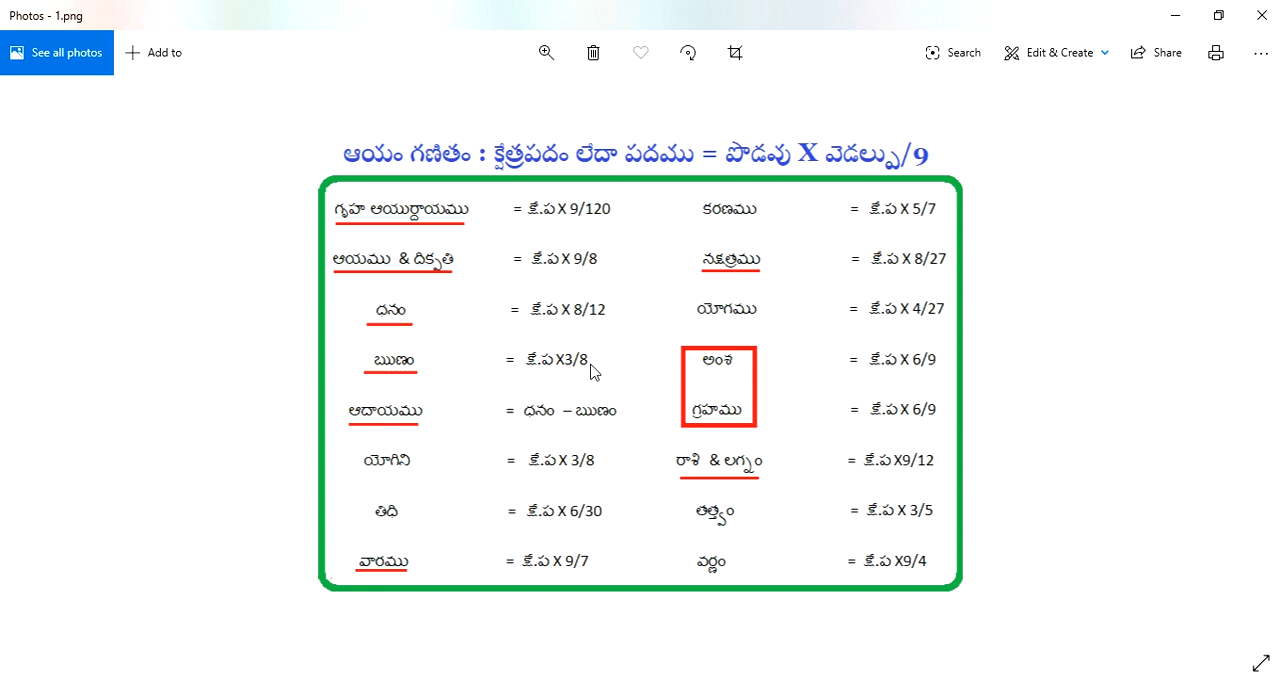 Photos - 1.png
See all photos
Add to
Search
Edit & Create
Share
ఆయం గణితం : క్షేత్రపదం లేదా పదము = పొడవు X వెడల్పు/9
గృహ ఆయుర్దాయము = క్షే.ప X 9/120 కరణము = క్షే.ప X 5/7
ఆయము & దిక్పతి = క్షే.ప X 9/8 నక్షత్రము = క్షే.ప X 8/27
ధనం = క్షే.ప X 8/12 యోగము = క్షే.ప X 4/27
ఋణం = క్షే.ప X3/8 అంశ = క్షే.ప X 6/9
ఆదాయము = ధనం – ఋణం గ్రహము = క్షే.ప X 6/9
యోగిని = క్షే.ప X 3/8 రాశి & లగ్నం = క్షే.ప X9/12
తిధి = క్షే.ప X 6/30 తత్త్వం = క్షే.ప X 3/5
వారము = క్షే.ప X 9/7 వర్ణం = క్షే.ప X9/4